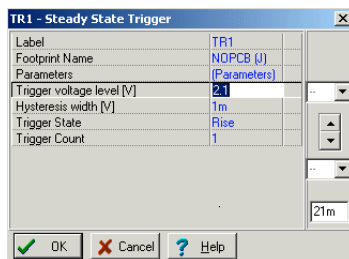 TR1 - Steady State Trigger
Label TR1
Footprint Name NOPCB (J)
Parameters (Parameters)
Trigger voltage level [V] 2.1
Hysteresis width [V] 1m
Trigger State Rise
Trigger Count 1
--
--
21m
OK Cancel ? Help